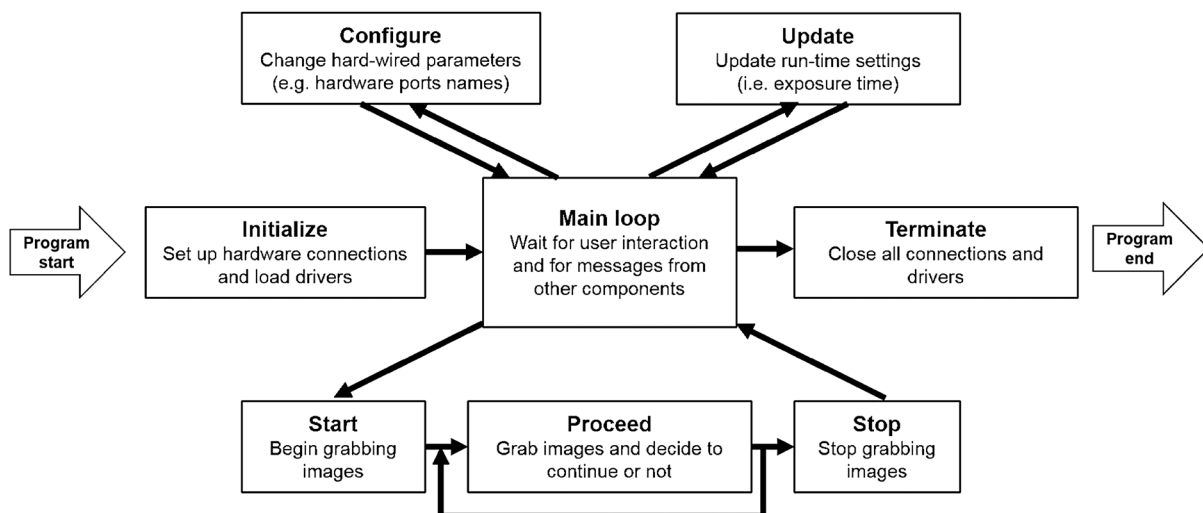 Configure
Change hard-wired parameters
(e.g. hardware ports names)
Update
Update run-time settings
(i.e. exposure time)
Program
start
Initialize
Set up hardware connections
and load drivers
Main loop
Wait for user interaction
and for messages from
other components
Terminate
Close all connections and
drivers
Program
end
Start
Begin grabbing
images
Proceed
Grab images and decide to
continue or not
Stop
Stop grabbing
images